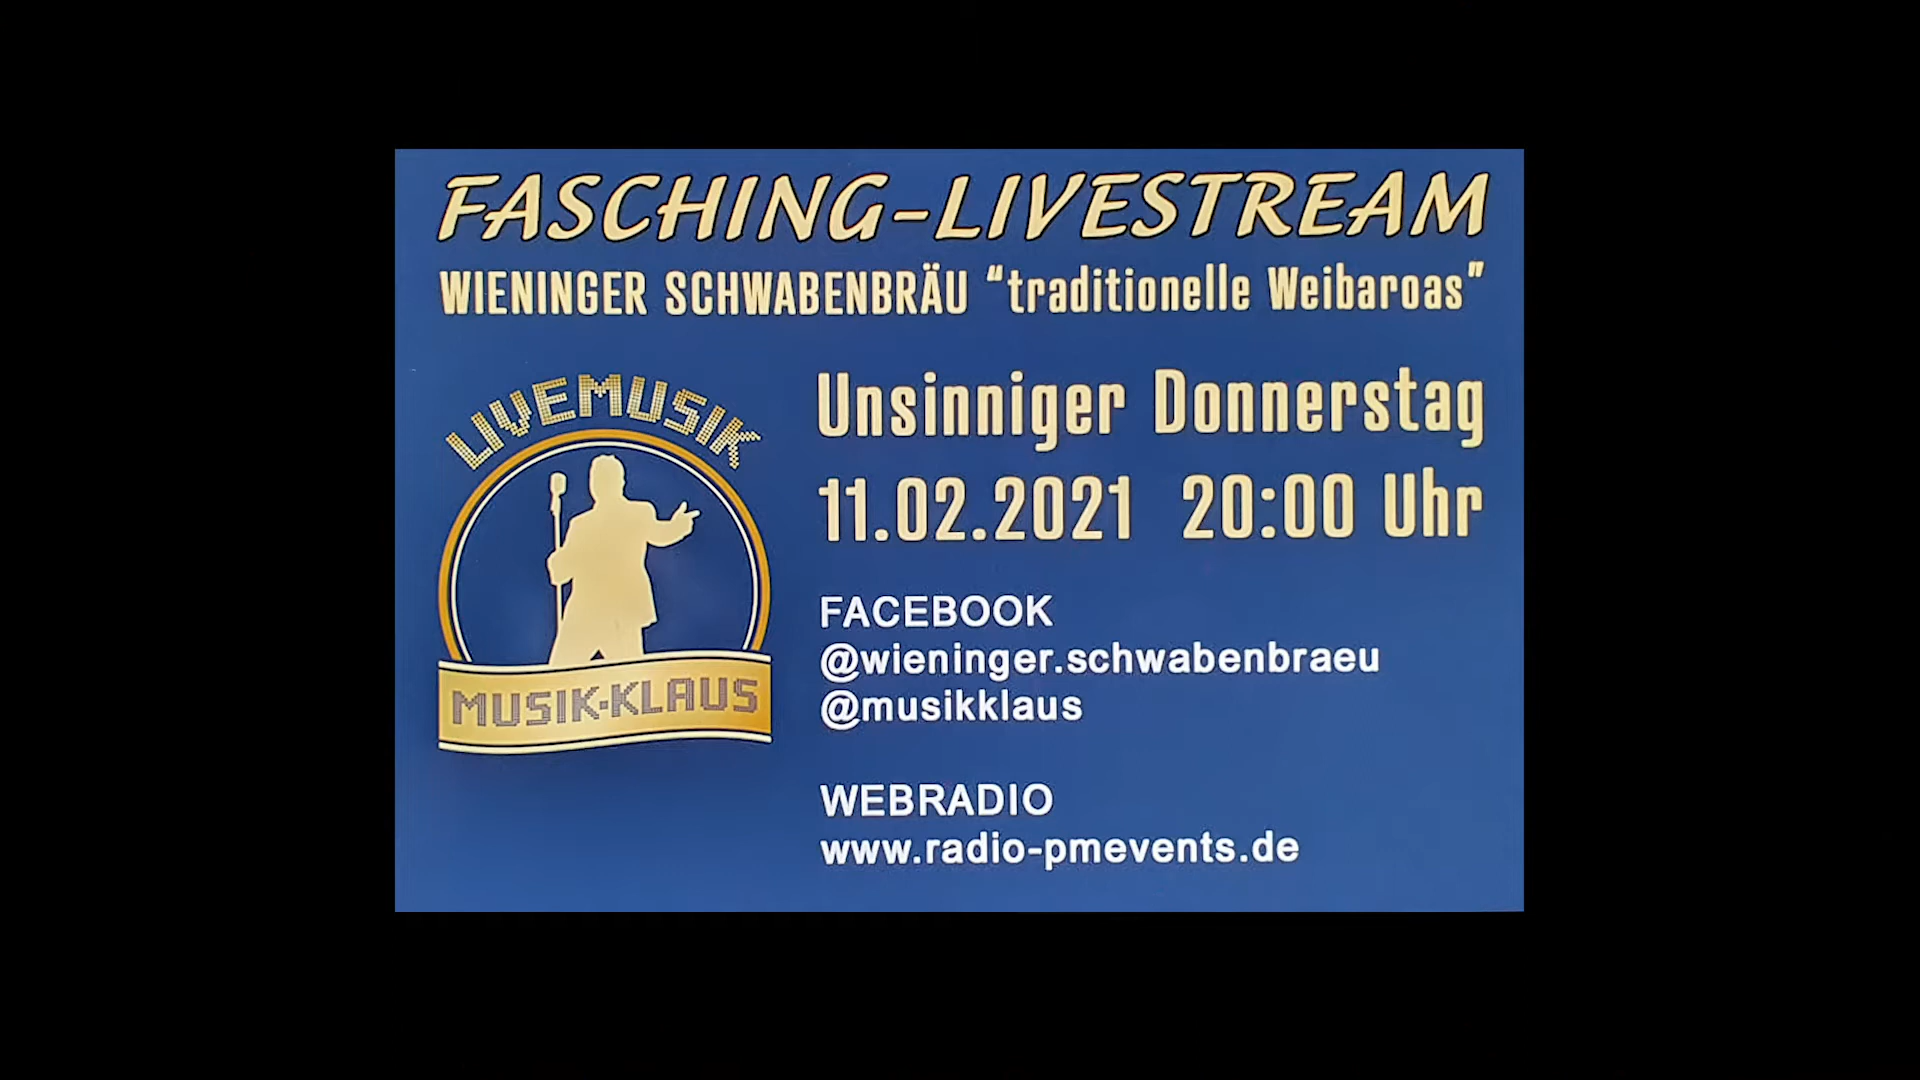 FASCHING-LIVESTREAM
WIENINGER SCHWABENBRÄU "traditionelle Weibaroas"
LIVEMUSIK
MUSIK-KLAUS
Unsinniger Donnerstag
11.02.2021 20:00 Uhr
FACEBOOK
@wieninger.schwabenbraeu
@musikklaus
WEBRADIO
www.radio-pmevents.de